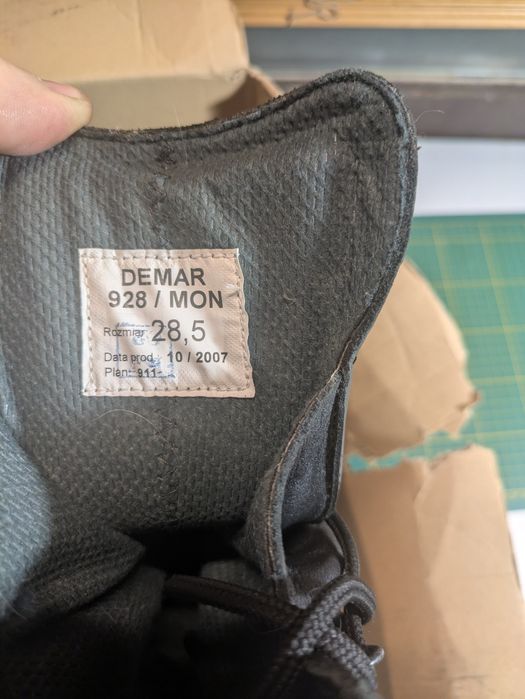 DEMAR
928 / MON
Rozmiar 28,5
Data prod. 10 / 2007
Plan: 911-